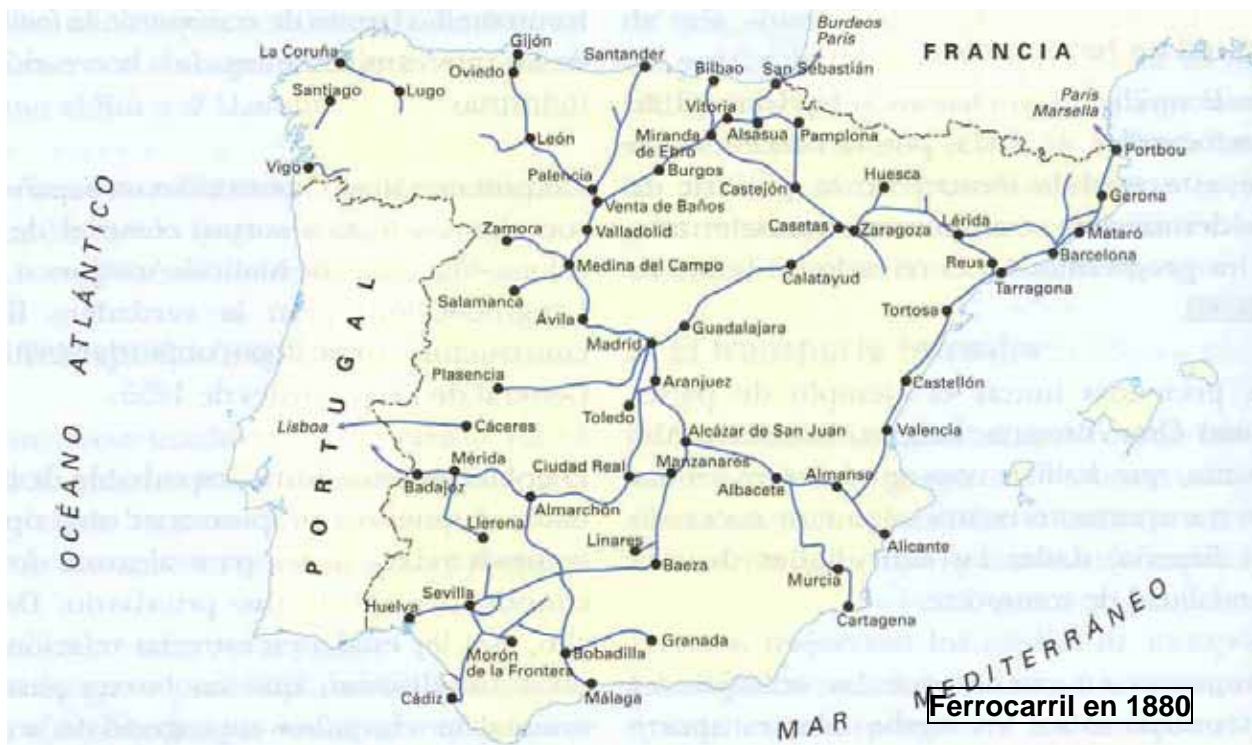 Burdeos
París
FRANCIA
La Coruña
Gijón
Santander
Oviedo
Bilbao
San Sebastián
París
Marsella
Santiago
Lugo
Vitoria
León
Miranda
de Ebro
Alsasua
Pamplona
Portbou
Vigo
Palencia
Burgos
Castejón
Huesca
Gerona
Venta de Baños
Casetas
Lérida
Mataró
Zamora
Valladolid
Zaragoza
Barcelona
Medina del Campo
Reus
Calatayud
Tarragona
Salamanca
Ávila
Guadalajara
Tortosa
Madrid
Plasencia
Aranjuez
Castellón
Toledo
Lisboa
Cáceres
Alcázar de San Juan
Valencia
Mérida
Ciudad Real
Manzanares
Almansa
Badajoz
Albacete
Almorchón
Llerena
Linares
Alicante
Baeza
Murcia
Huelva
Sevilla
Cartagena
Granada
Morón
de la Frontera
Bobadilla
Cádiz
Málaga
OCÉANO ATLÁNTICO
PORTUGAL
MAR MEDITERRÁNEO
Ferrocarril en 1880